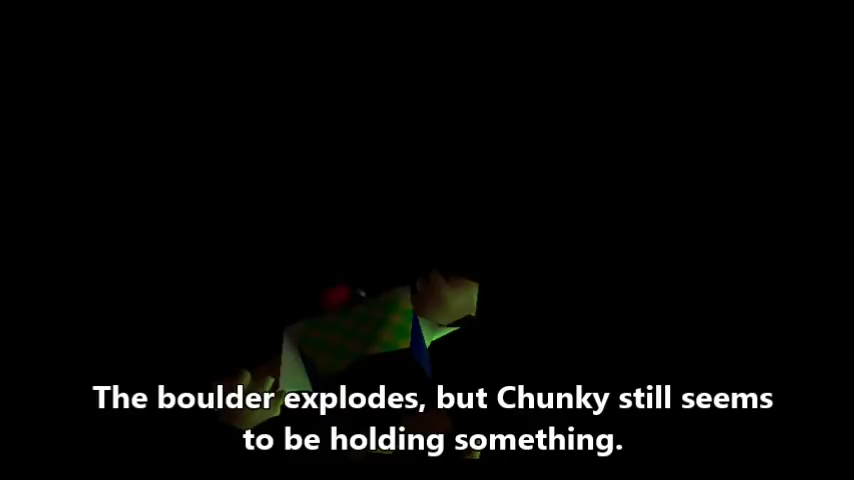 The boulder explodes, but Chunky still seems
to be holding something.